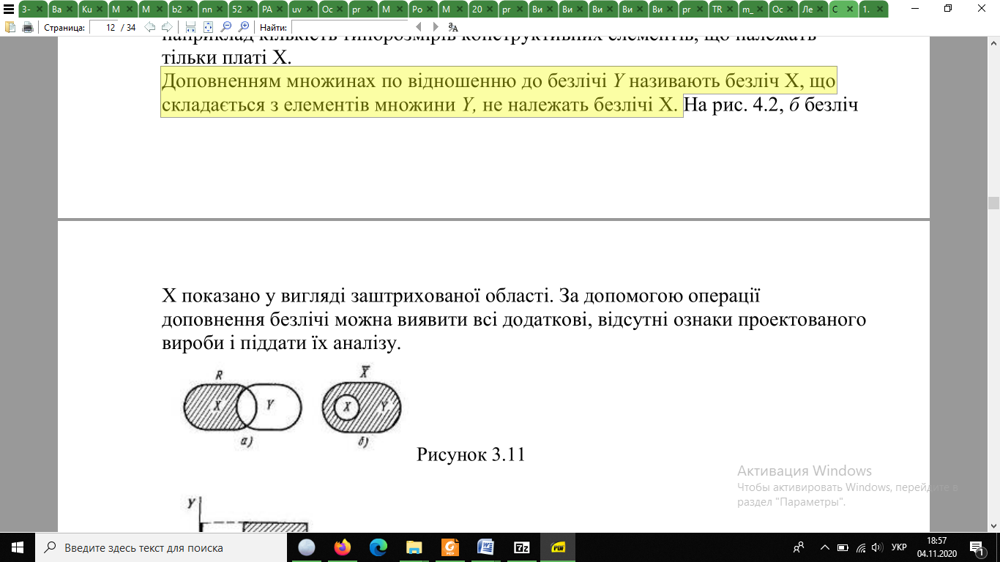 3- Ba Ku M M b2 nn 52 PA uv Oc pr M Po M 20 pr Ви Ви Ви Ви Ви pr TR m_ Ос Ле С 1.
Страница: 12 / 34 Найти:
наприклад кількість типорозмірів конструктивних елементів, що належать
тільки платі X.
Доповненням множинах по відношенню до безлічі Y називають безліч X, що
складається з елементів множини Y, не належать безлічі X. На рис. 4.2, б безліч
X показано у вигляді заштрихованої області. За допомогою операції
доповнення безлічі можна виявити всі додаткові, відсутні ознаки проектованого
вироби і піддати їх аналізу.
R X̅
X Y X Y
а) б)
Рисунок 3.11
Активация Windows
Чтобы активировать Windows, перейдите в
раздел "Параметры".
Y
Введите здесь текст для поиска
7z PDF УКР 18:57
04.11.2020 1